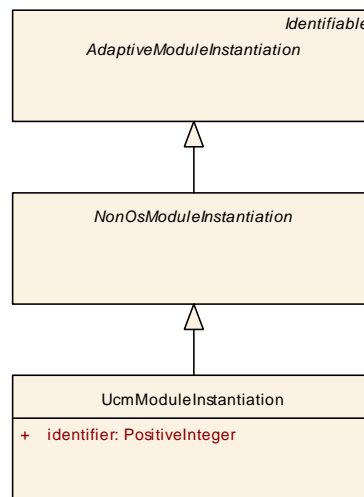 Identifiable
AdaptiveModuleInstantiation
NonOsModuleInstantiation
UcmModuleInstantiation
+ identifier: PositiveInteger